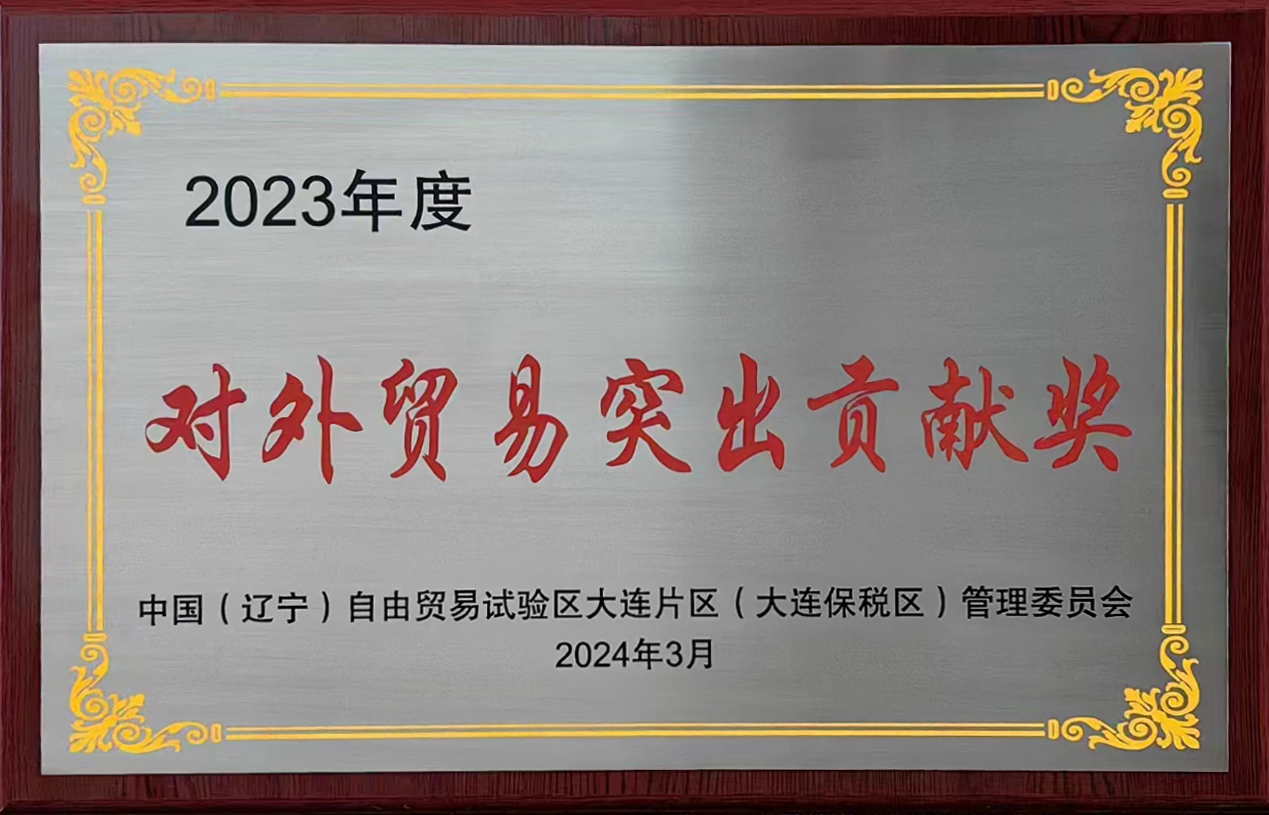 2023年度
对外贸易突出贡献奖
中国（辽宁）自由贸易试验区大连片区（大连保税区）管理委员会
2024年3月